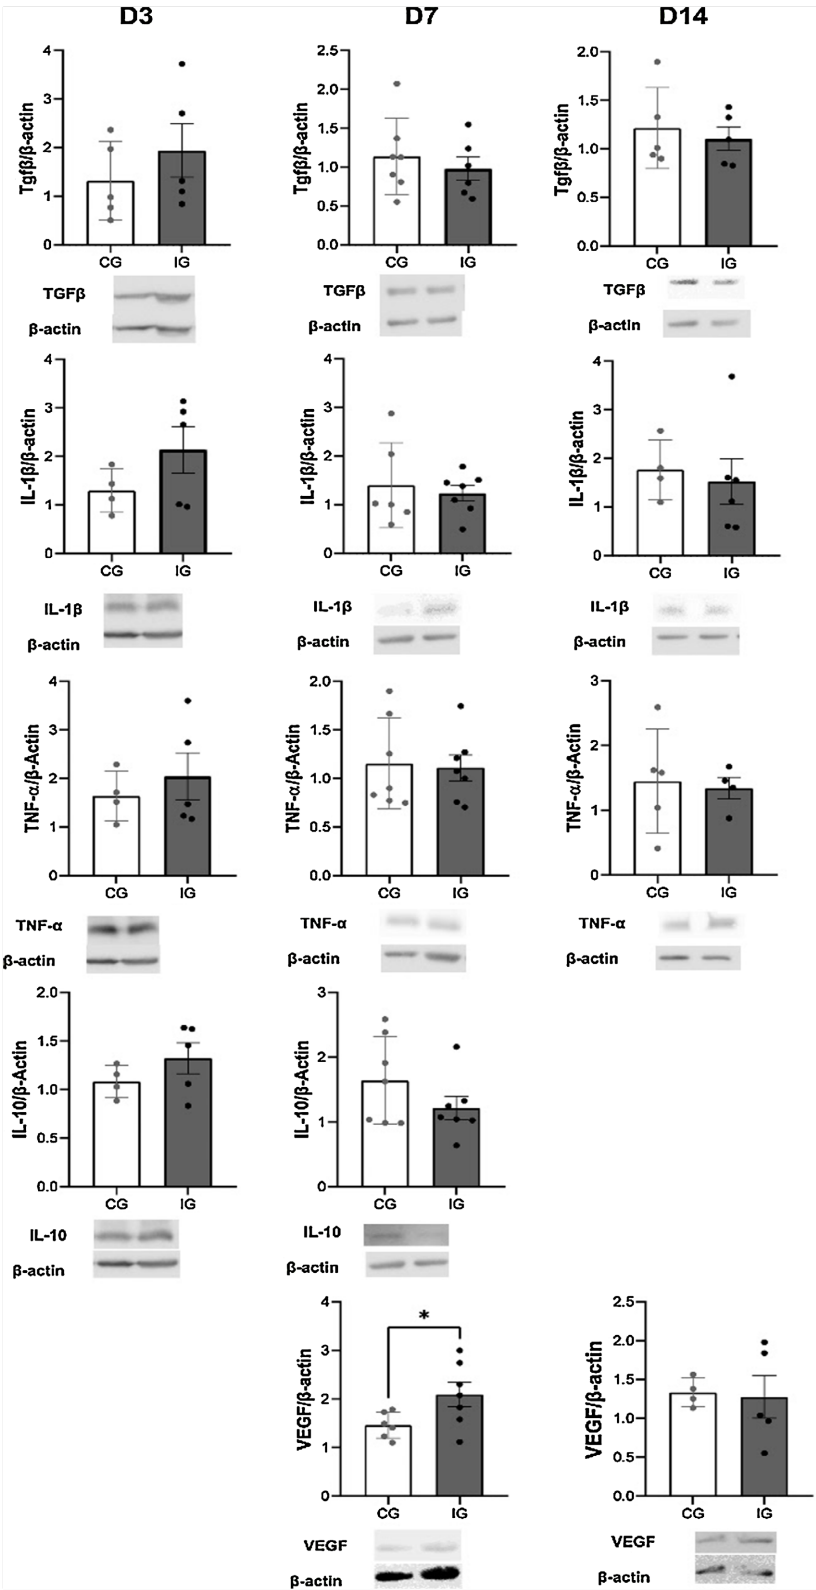 D3 D7 D14
4 3 2 1 0 Tgfβ/β-actin CG IG
2.5 2.0 1.5 1.0 0.5 0.0 Tgfβ/β-actin CG IG
2.0 1.5 1.0 0.5 0.0 Tgfβ/β-actin CG IG
TGFβ TGFβ TGFβ
β-actin β-actin β-actin
4 3 2 1 0 IL-1β/β-actin CG IG
4 3 2 1 0 IL-1β/β-actin CG IG
4 3 2 1 0 IL-1β/β-actin CG IG
IL-1β IL-1β IL-1β
β-actin β-actin β-actin
4 3 2 1 0 TNF-α/β-Actin CG IG
2.0 1.5 1.0 0.5 0.0 TNF-α/β-Actin CG IG
3 2 1 0 TNF-α/β-Actin CG IG
TNF-α TNF-α TNF-α
β-actin β-actin β-actin
2.0 1.5 1.0 0.5 0.0 IL-10/β-Actin CG IG
3 2 1 0 IL-10/β-Actin CG IG
IL-10 IL-10
β-actin β-actin
4 3 2 1 0 VEGF/β-actin * CG IG
2.5 2.0 1.5 1.0 0.5 0.0 VEGF/β-actin CG IG
VEGF VEGF
β-actin β-actin